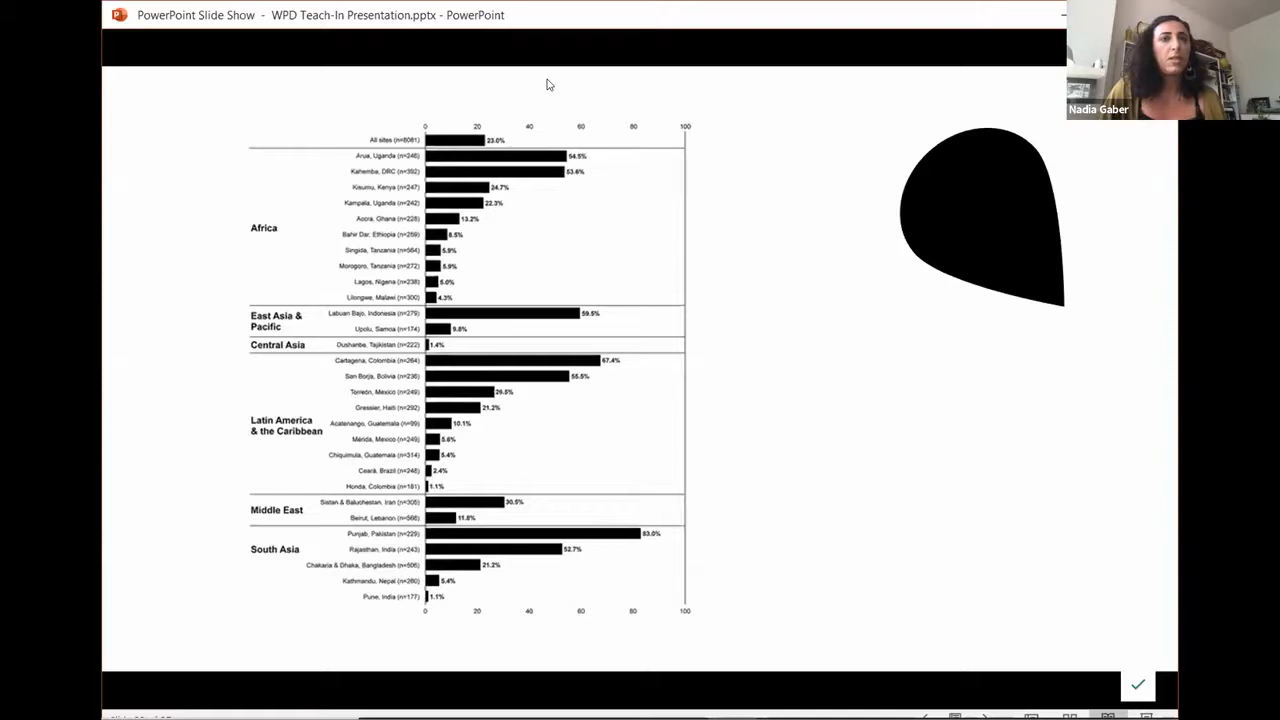 PowerPoint Slide Show - WPD Teach-In Presentation.pptx - PowerPoint
Nadia Gaber
0 20 40 60 80 100
All sites (n=8081) 23.0%
Africa
Arua, Uganda (n=246) 54.5%
Kahemba, DRC (n=392) 53.6%
Kisumu, Kenya (n=247) 24.7%
Kampala, Uganda (n=242) 22.3%
Accra, Ghana (n=228) 13.2%
Bahir Dar, Ethiopia (n=259) 8.5%
Singida, Tanzania (n=564) 5.9%
Morogoro, Tanzania (n=272) 5.9%
Lagos, Nigeria (n=238) 5.0%
Lilongwe, Malawi (n=300) 4.3%
East Asia &
Pacific
Labuan Bajo, Indonesia (n=279) 59.5%
Upolu, Samoa (n=174) 9.8%
Central Asia
Dushanbe, Tajikistan (n=222) 1.4%
Latin America
& the Caribbean
Cartagena, Colombia (n=264) 67.4%
San Borja, Bolivia (n=236) 55.5%
Torreón, Mexico (n=249) 26.5%
Gressier, Haiti (n=292) 21.2%
Acatenango, Guatemala (n=99) 10.1%
Mérida, Mexico (n=249) 5.6%
Chiquimula, Guatemala (n=314) 5.4%
Ceará, Brazil (n=248) 2.4%
Honda, Colombia (n=181) 1.1%
Middle East
Sistan & Baluchestan, Iran (n=305) 30.5%
Beirut, Lebanon (n=566) 11.8%
South Asia
Punjab, Pakistan (n=229) 83.0%
Rajasthan, India (n=243) 52.7%
Chakaria & Dhaka, Bangladesh (n=506) 21.2%
Kathmandu, Nepal (n=280) 5.4%
Pune, India (n=177) 1.1%
0 20 40 60 80 100